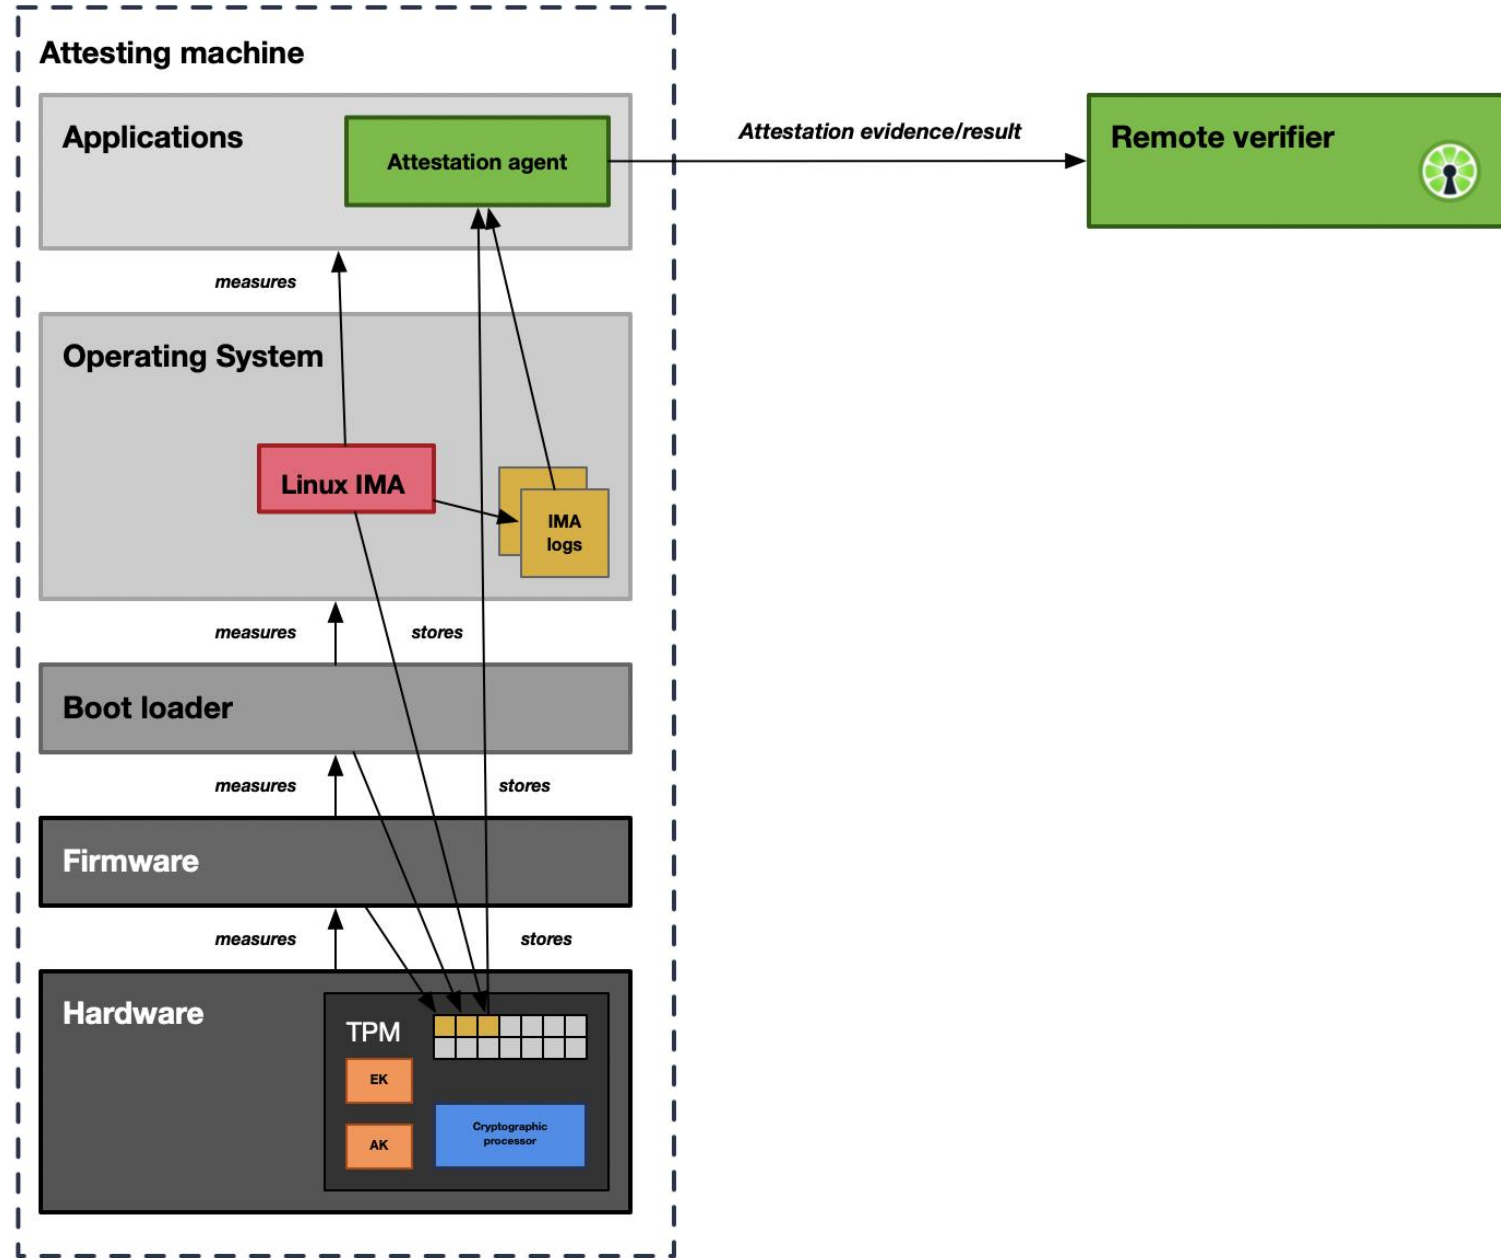 Attesting machine
Applications
Attestation agent
Attestation evidence/result
Remote verifier
measures
Operating System
Linux IMA
IMA
logs
measures
stores
Boot loader
measures
stores
Firmware
measures
stores
Hardware
TPM
EK
Cryptographic
processor
AK